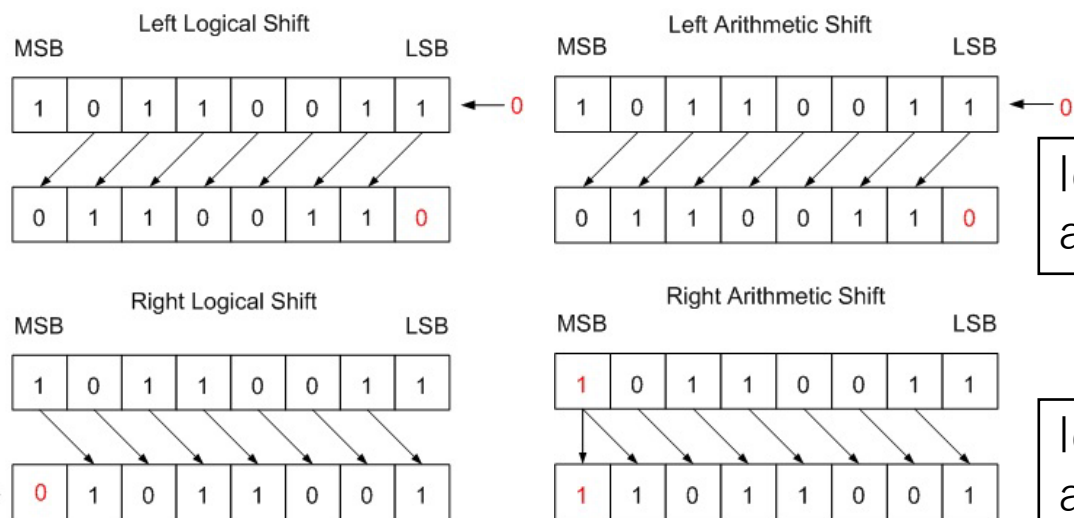 Left Logical Shift
MSB LSB
1 0 1 1 0 0 1 1 0
0 1 1 0 0 1 1 0
Left Arithmetic Shift
MSB LSB
1 0 1 1 0 0 1 1 0
0 1 1 0 0 1 1 0
Right Logical Shift
MSB LSB
1 0 1 1 0 0 1 1
0 1 0 1 1 0 0 1
Right Arithmetic Shift
MSB LSB
1 0 1 1 0 0 1 1
1 1 0 1 1 0 0 1